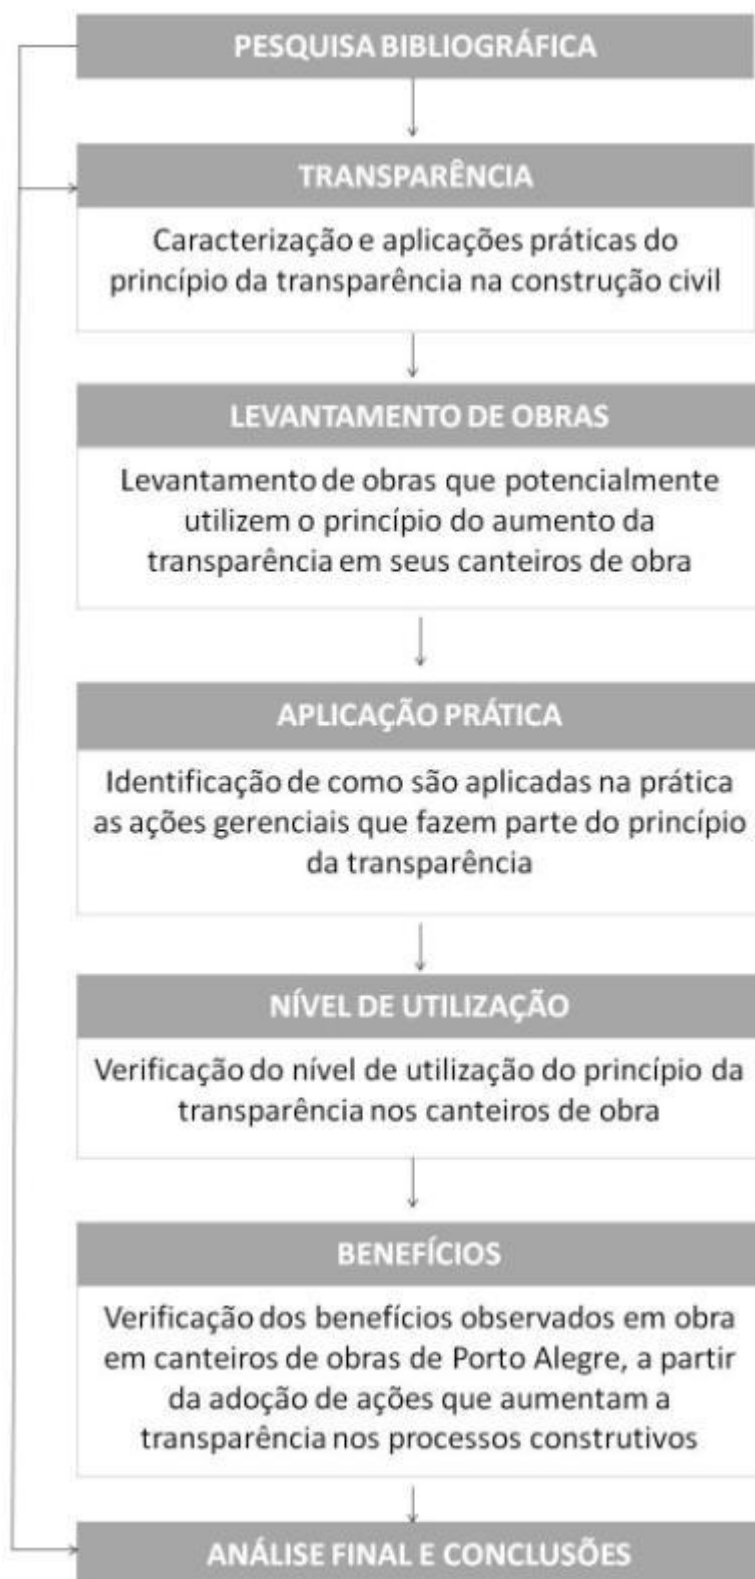 PESQUISA BIBLIOGRÁFICA
TRANSPARÊNCIA
Caracterização e aplicações práticas do
princípio da transparência na construção civil
LEVANTAMENTO DE OBRAS
Levantamento de obras que potencialmente
utilizem o princípio do aumento da
transparência em seus canteiros de obra
APLICAÇÃO PRÁTICA
Identificação de como são aplicadas na prática
as ações gerenciais que fazem parte do princípio
da transparência
NÍVEL DE UTILIZAÇÃO
Verificação do nível de utilização do princípio da
transparência nos canteiros de obra
BENEFÍCIOS
Verificação dos benefícios observados em obra
em canteiros de obras de Porto Alegre, a partir
da adoção de ações que aumentam a
transparência nos processos construtivos
ANÁLISE FINAL E CONCLUSÕES